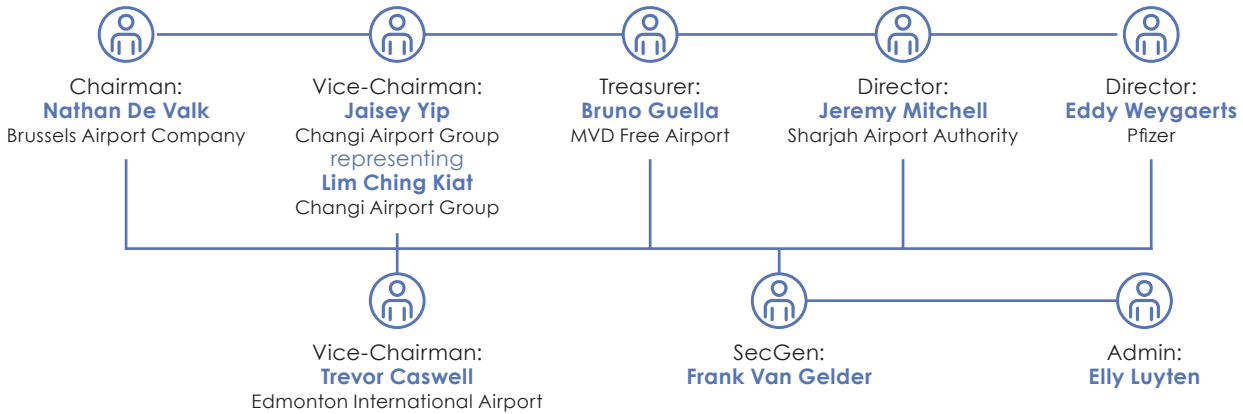 Chairman:
Nathan De Valk
Brussels Airport Company
Vice-Chairman:
Jaisey Yip
Changi Airport Group
representing
Lim Ching Kiat
Changi Airport Group
Treasurer:
Bruno Guella
MVD Free Airport
Director:
Jeremy Mitchell
Sharjah Airport Authority
Director:
Eddy Weygaerts
Pfizer
Vice-Chairman:
Trevor Caswell
Edmonton International Airport
SecGen:
Frank Van Gelder
Admin:
Elly Luyten